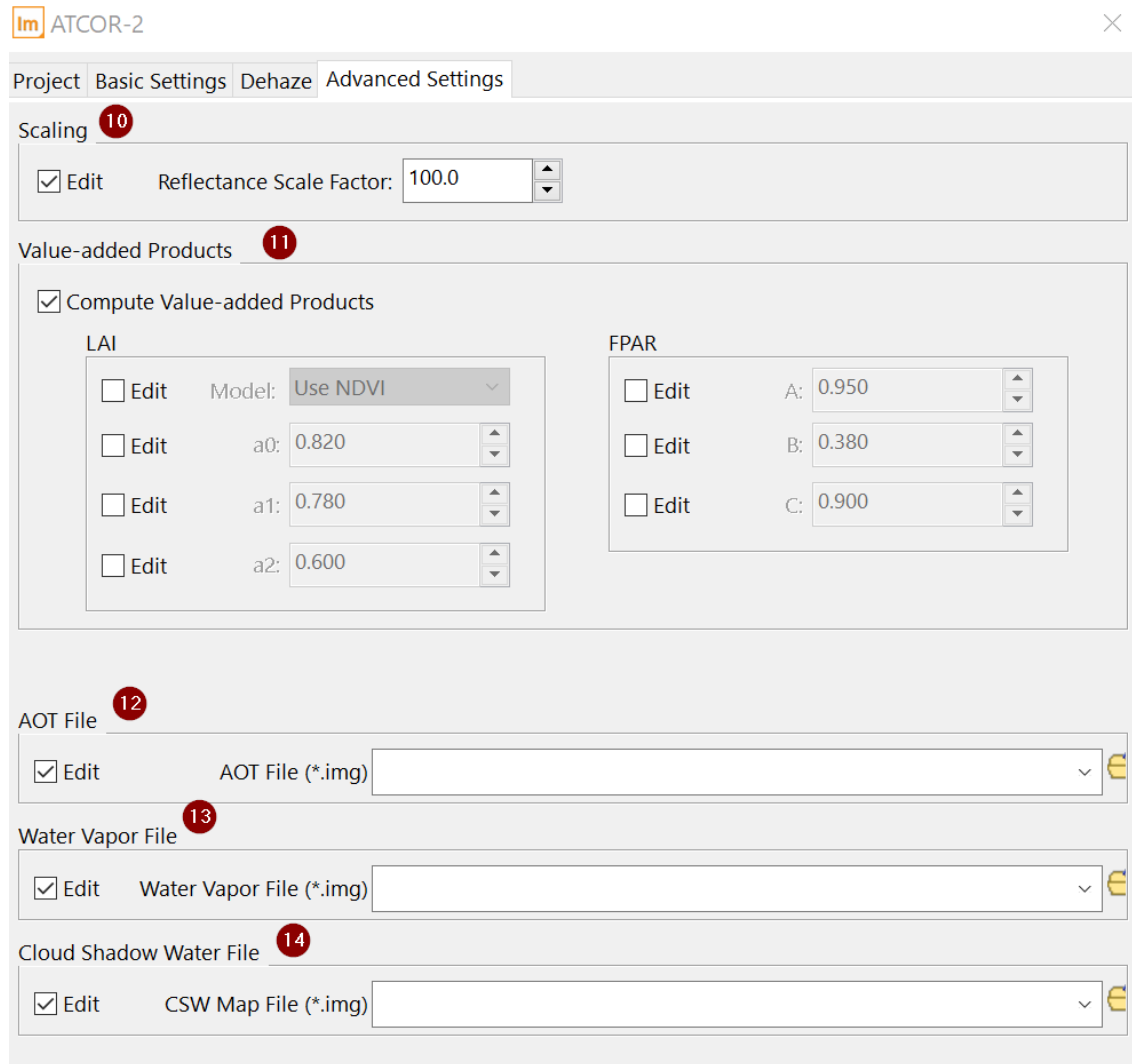 Im ATCOR-2
Project Basic Settings Dehaze Advanced Settings
Scaling 10
Edit Reflectance Scale Factor: 100.0
Value-added Products 11
Compute Value-added Products
LAI FPAR
Edit Model: Use NDVI Edit A: 0.950
Edit a0: 0.820 Edit B: 0.380
Edit a1: 0.780 Edit C: 0.900
Edit a2: 0.600
AOT File 12
Edit AOT File (*.img)
Water Vapor File 13
Edit Water Vapor File (*.img)
Cloud Shadow Water File 14
Edit CSW Map File (*.img)